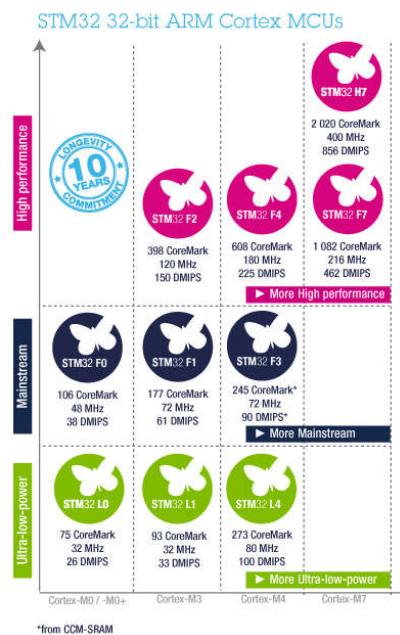 STM32 32-bit ARM Cortex MCUs
High performance
LONGEVITY
10
YEARS
COMMITMENT
STM32 H7
2 020 CoreMark
400 MHz
856 DMIPS
STM32 F2
398 CoreMark
120 MHz
150 DMIPS
STM32 F4
608 CoreMark
180 MHz
225 DMIPS
STM32 F7
1 082 CoreMark
216 MHz
462 DMIPS
► More High performance
Mainstream
STM32 F0
106 CoreMark
48 MHz
38 DMIPS
STM32 F1
177 CoreMark
72 MHz
61 DMIPS
STM32 F3
245 CoreMark*
72 MHz
90 DMIPS*
► More Mainstream
Ultra-low-power
STM32 L0
75 CoreMark
32 MHz
26 DMIPS
STM32 L1
93 CoreMark
32 MHz
33 DMIPS
STM32 L4
273 CoreMark
80 MHz
100 DMIPS
► More Ultra-low-power
Cortex-M0 / -M0+
Cortex-M3
Cortex-M4
Cortex-M7
*from CCM-SRAM